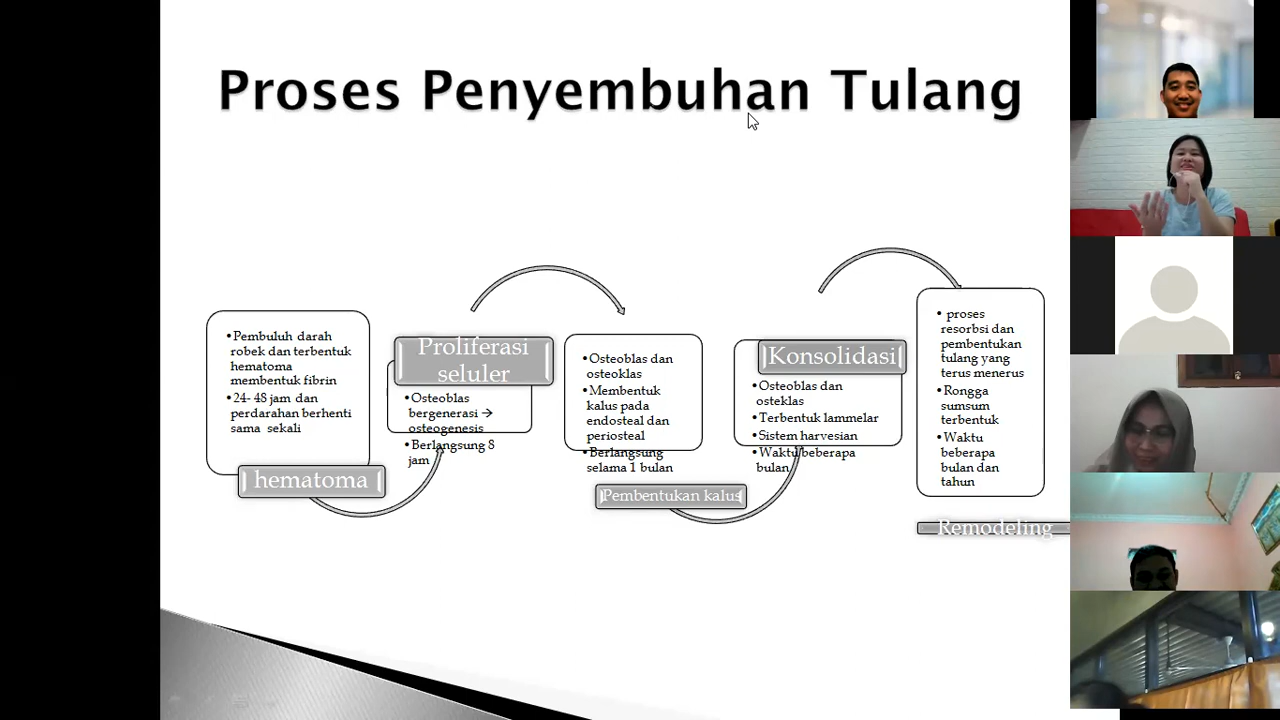 Proses Penyembuhan Tulang
•Pembuluh darah
robek dan terbentuk
hematoma
membentuk fibrin
•24- 48 jam dan
perdarahan berhenti
sama sekali
hematoma
Proliferasi
seluler
•Osteoblas
bergenerasi →
osteogenesis
•Berlangsung 8
jam
•Osteoblas dan
osteoklas
•Membentuk
kalus pada
endosteal dan
periosteal
•Berlangsung
selama 1 bulan
Pembentukan kalus
Konsolidasi
•Osteoblas dan
osteklas
•Terbentuk lammelar
•Sistem harvesian
•Waktu beberapa
bulan
• proses
resorbsi dan
pembentukan
tulang yang
terus menerus
•Rongga
sumsum
terbentuk
•Waktu
beberapa
bulan dan
tahun
Remodeling